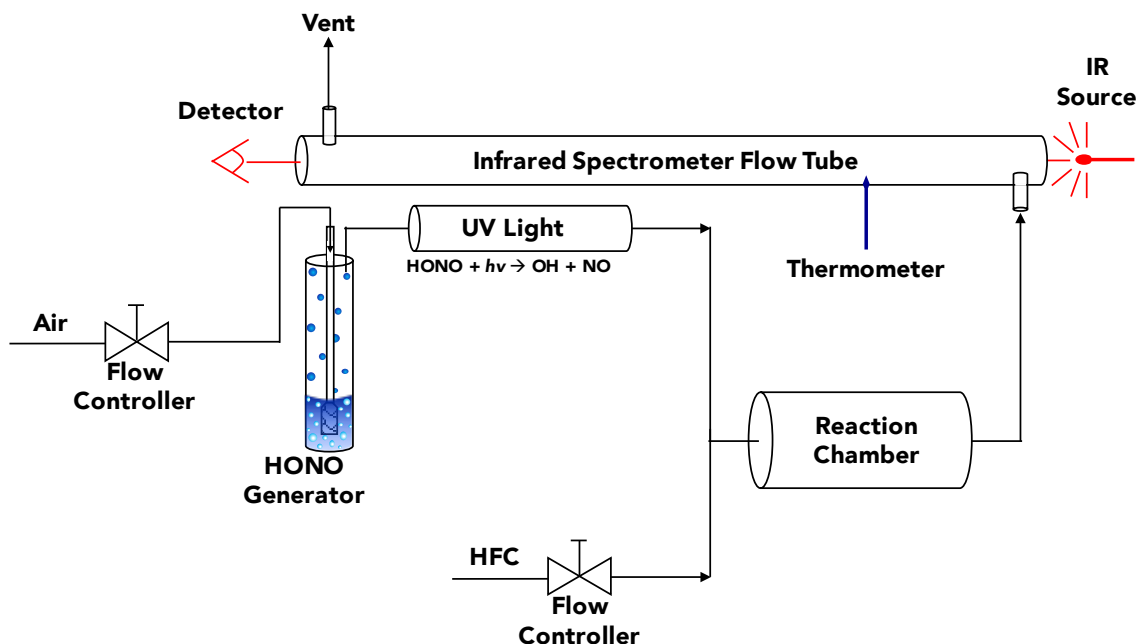 Vent
IR
Source
Detector
Infrared Spectrometer Flow Tube
UV Light
HONO + hv → OH + NO
Thermometer
Air
Flow
Controller
Reaction
Chamber
HONO
Generator
HFC
Flow
Controller